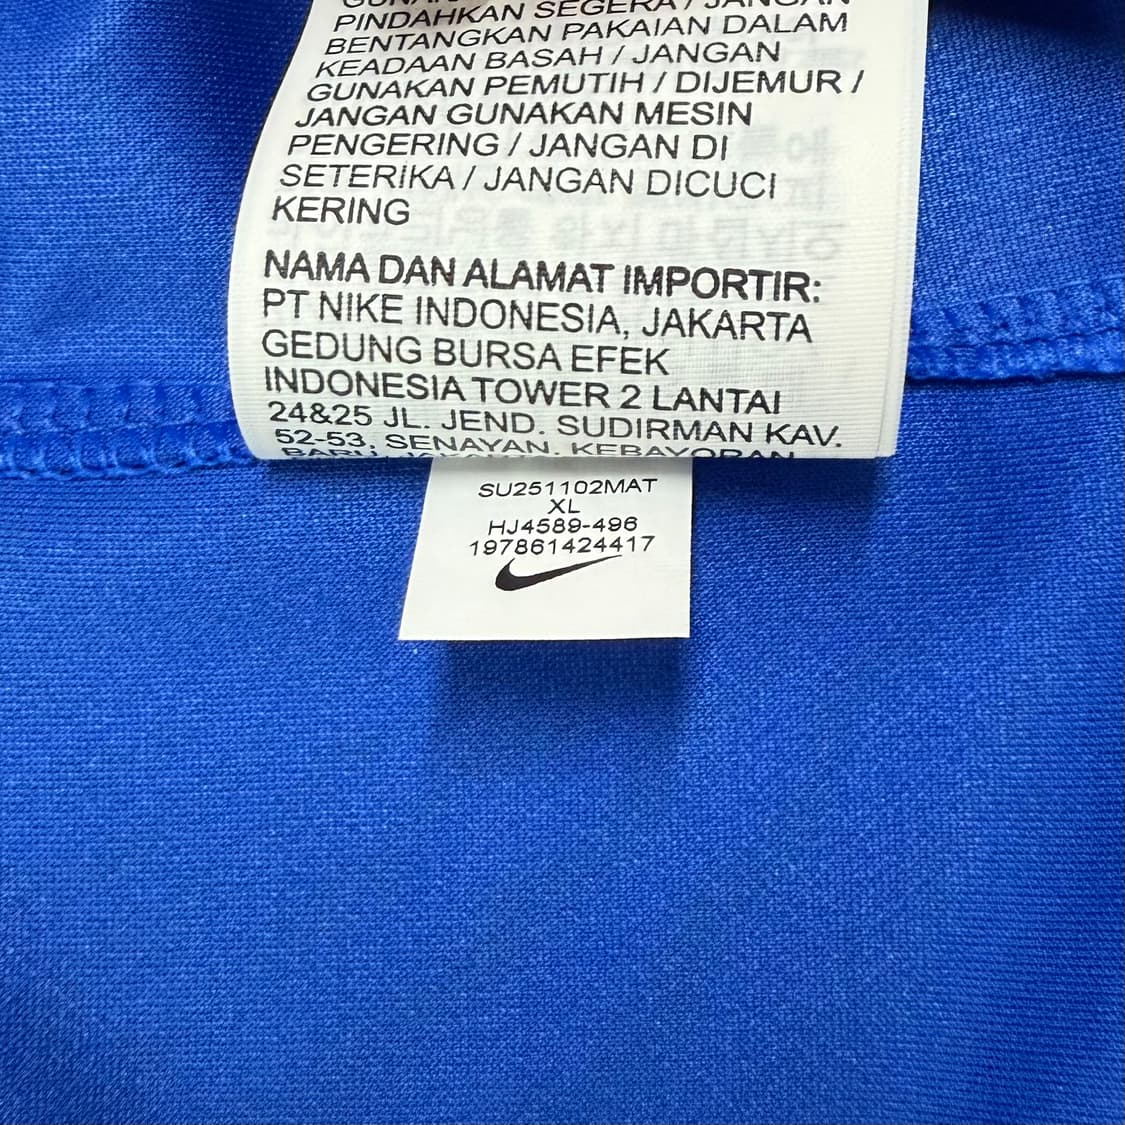 PINDAHKAN SEGERA / JANGAN
BENTANGKAN PAKAIAN DALAM
KEADAAN BASAH / JANGAN
GUNAKAN PEMUTIH / DIJEMUR /
JANGAN GUNAKAN MESIN
PENGERING / JANGAN DI
SETERIKA / JANGAN DICUCI
KERING
NAMA DAN ALAMAT IMPORTIR:
PT NIKE INDONESIA, JAKARTA
GEDUNG BURSA EFEK
INDONESIA TOWER 2 LANTAI
24&25 JL. JEND. SUDIRMAN KAV.
52-53, SENAYAN, KEBAYORAN
SU251102MAT
XL
HJ4589-496
197861424417